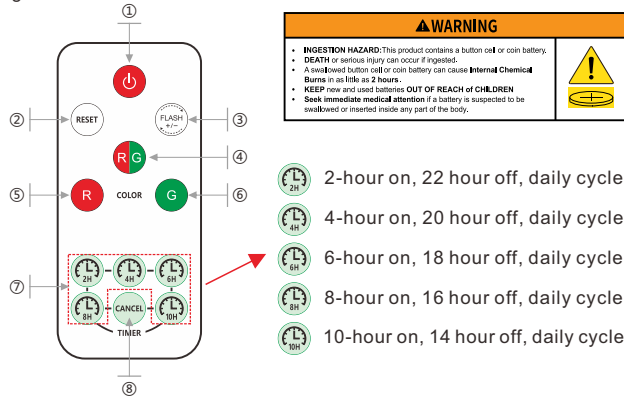 ①
⚠WARNING
• INGESTION HAZARD: This product contains a button cell or coin battery.
• DEATH or serious injury can occur if ingested.
• A swallowed button cell or coin battery can cause Internal Chemical
Burns in as little as 2 hours.
• KEEP new and used batteries OUT OF REACH of CHILDREN
• Seek immediate medical attention if a battery is suspected to be
swallowed or inserted inside any part of the body.
②
RESET
FLASH
+/−
③
R G
④
⑤
R
COLOR
G
⑥
⑦
2H
4H
6H
8H
CANCEL
10H
TIMER
⑧
2H 2-hour on, 22 hour off, daily cycle
4H 4-hour on, 20 hour off, daily cycle
6H 6-hour on, 18 hour off, daily cycle
8H 8-hour on, 16 hour off, daily cycle
10H 10-hour on, 14 hour off, daily cycle